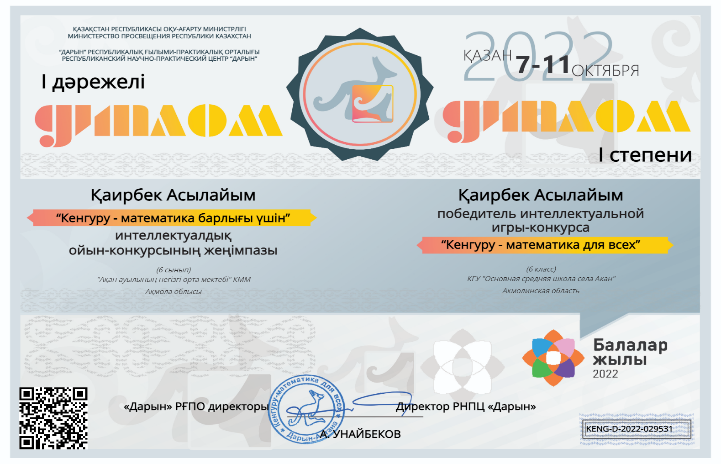 ҚАЗАҚСТАН РЕСПУБЛИКАСЫ ОҚУ-АҒАРТУ МИНИСТРЛІГІ
МИНИСТЕРСТВО ПРОСВЕЩЕНИЯ РЕСПУБЛИКИ КАЗАХСТАН
"ДАРЫН" РЕСПУБЛИКАЛЫҚ ҒЫЛЫМИ-ПРАКТИКАЛЫҚ ОРТАЛЫҒЫ
РЕСПУБЛИКАНСКИЙ НАУЧНО-ПРАКТИЧЕСКИЙ ЦЕНТР "ДАРЫН"
І дәрежелі
ДИПЛОМ
2022
ҚАЗАН 7-11 ОКТЯБРЯ
ДИПЛОМ
І степени
Қаирбек Асылайым
"Кенгуру - математика барлығы үшін"
интеллектуалдық
ойын-конкурсының жеңімпазы
(6 сынып)
"Ақан ауылының негізгі орта мектебі" КММ
Ақмола облысы
Қаирбек Асылайым
победитель интеллектуальной
игры-конкурса
"Кенгуру - математика для всех"
(6 класс)
КГУ "Основная средняя школа села Акан"
Акмолинская область
Балалар
жылы
2022
«Дарын» РҒПО директоры
Директор РНПЦ «Дарын»
А. УНАЙБЕКОВ
Кенгуру-математика для всех
Дарын-Астана
KENG-D-2022-029531